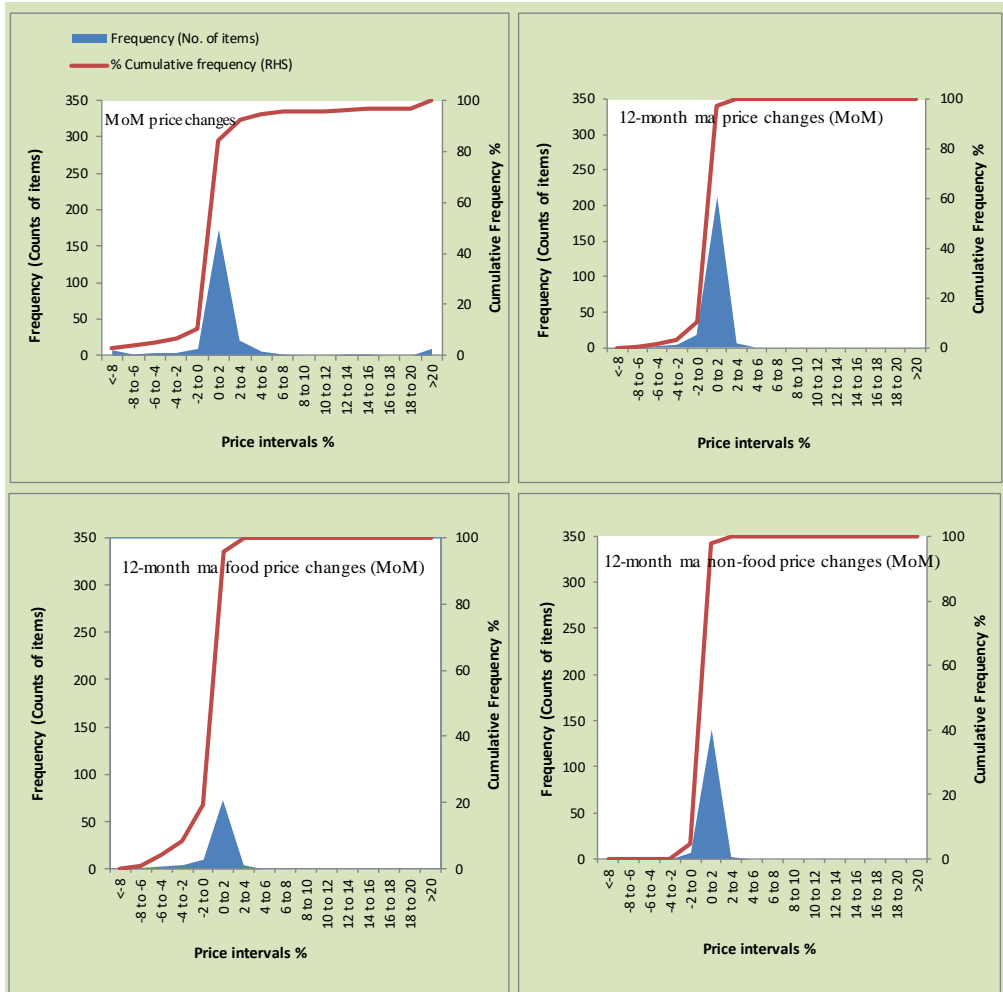 Frequency (No. of items)
% Cumulative frequency (RHS)
MoM price changes
Frequency (Counts of items)
350
300
250
200
150
100
50
0
100
80
60
40
20
0
Cumulative Frequency %
<-8
-8 to -6
-6 to -4
-4 to -2
-2 to 0
0 to 2
2 to 4
4 to 6
6 to 8
8 to 10
10 to 12
12 to 14
14 to 16
16 to 18
18 to 20
>20
Price intervals %
12-month ma price changes (MoM)
Frequency (Counts of items)
350
300
250
200
150
100
50
0
100
80
60
40
20
0
Cumulative Frequency %
<-8
-8 to -6
-6 to -4
-4 to -2
-2 to 0
0 to 2
2 to 4
4 to 6
6 to 8
8 to 10
10 to 12
12 to 14
14 to 16
16 to 18
18 to 20
>20
Price intervals %
12-month ma food price changes (MoM)
Frequency (Counts of items)
350
300
250
200
150
100
50
0
100
80
60
40
20
0
Cumulative Frequency %
<-8
-8 to -6
-6 to -4
-4 to -2
-2 to 0
0 to 2
2 to 4
4 to 6
6 to 8
8 to 10
10 to 12
12 to 14
14 to 16
16 to 18
18 to 20
>20
Price intervals %
12-month ma non-food price changes (MoM)
Frequency (Counts of items)
350
300
250
200
150
100
50
0
100
80
60
40
20
0
Cumulative Frequency %
<-8
-8 to -6
-6 to -4
-4 to -2
-2 to 0
0 to 2
2 to 4
4 to 6
6 to 8
8 to 10
10 to 12
12 to 14
14 to 16
16 to 18
18 to 20
>20
Price intervals %